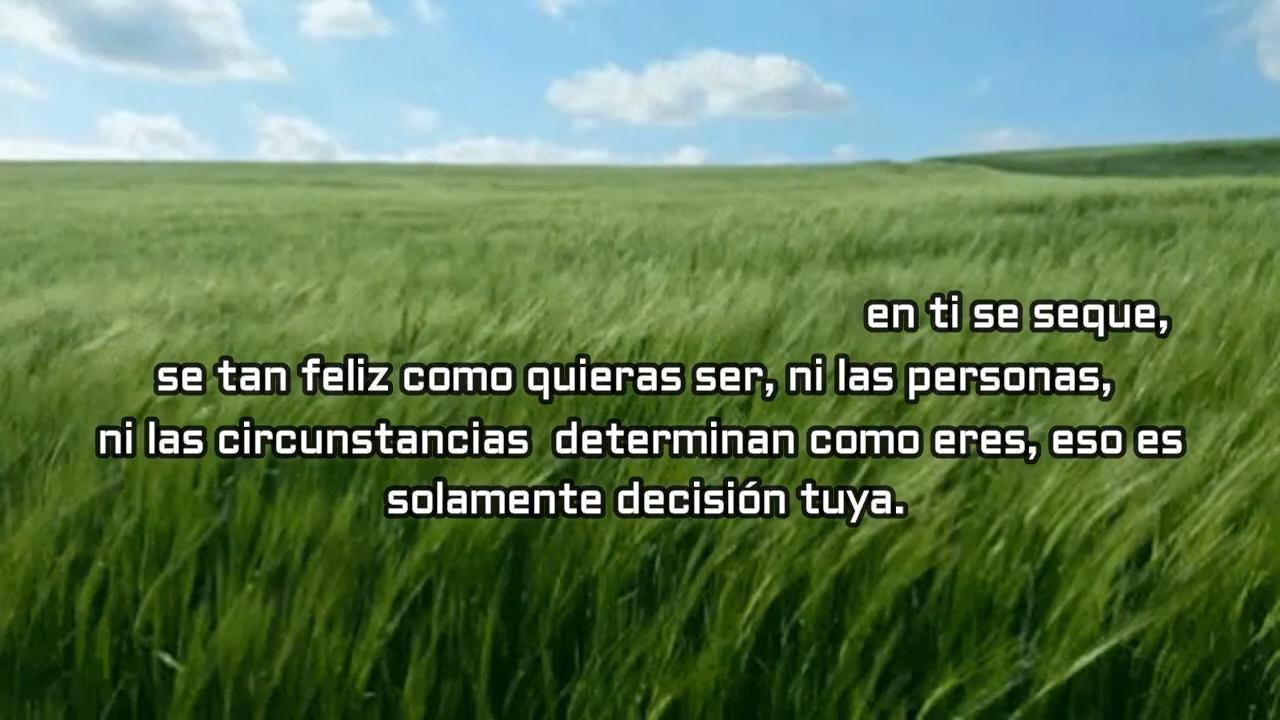 en ti se seque,
se tan feliz como quieras ser, ni las personas,
ni las circunstancias determinan como eres, eso es
solamente decisión tuya.